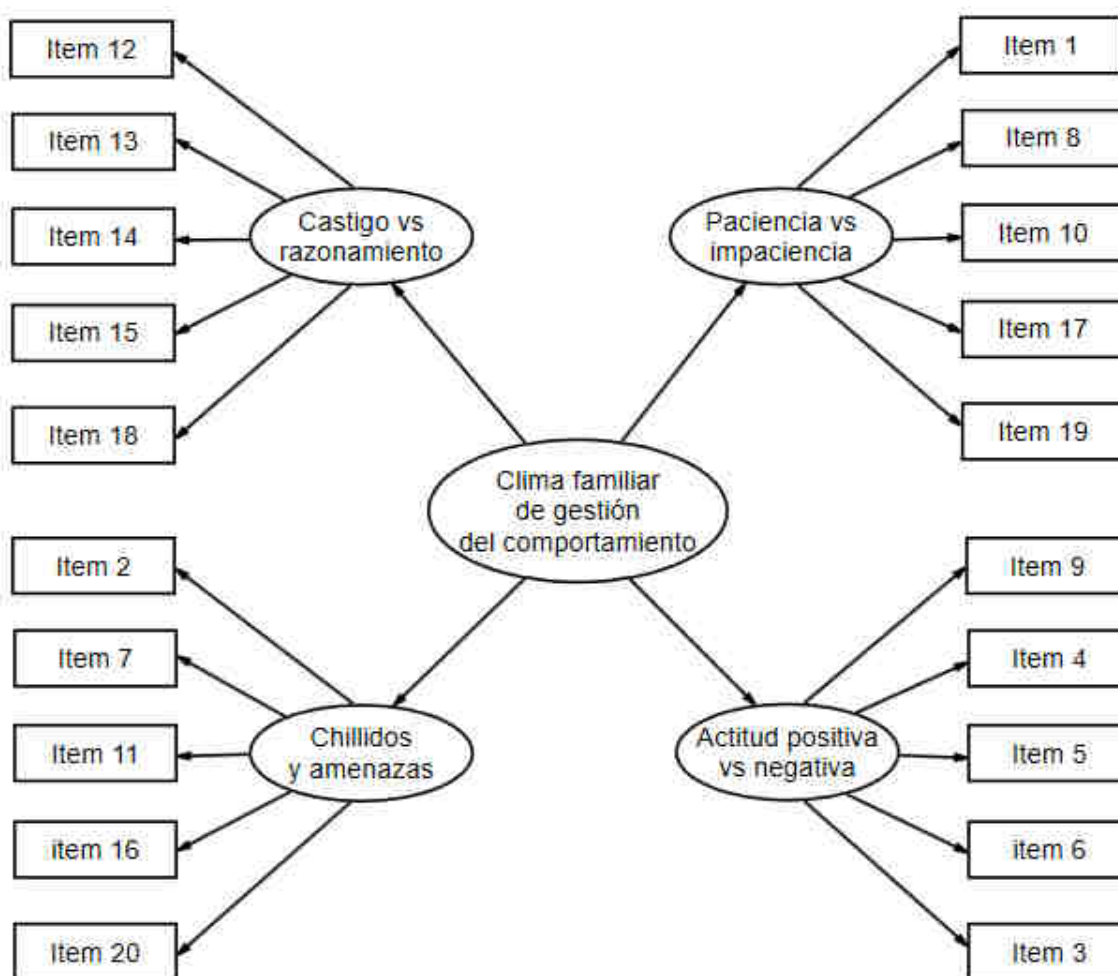 Item 12
Item 13
Item 14
Item 15
Item 18
Castigo vs
razonamiento
Paciencia vs
impaciencia
Item 1
Item 8
Item 10
Item 17
Item 19
Clima familiar
de gestión
del comportamiento
Item 2
Item 7
Item 11
item 16
Item 20
Chillidos
y amenazas
Actitud positiva
vs negativa
Item 9
Item 4
Item 5
item 6
Item 3